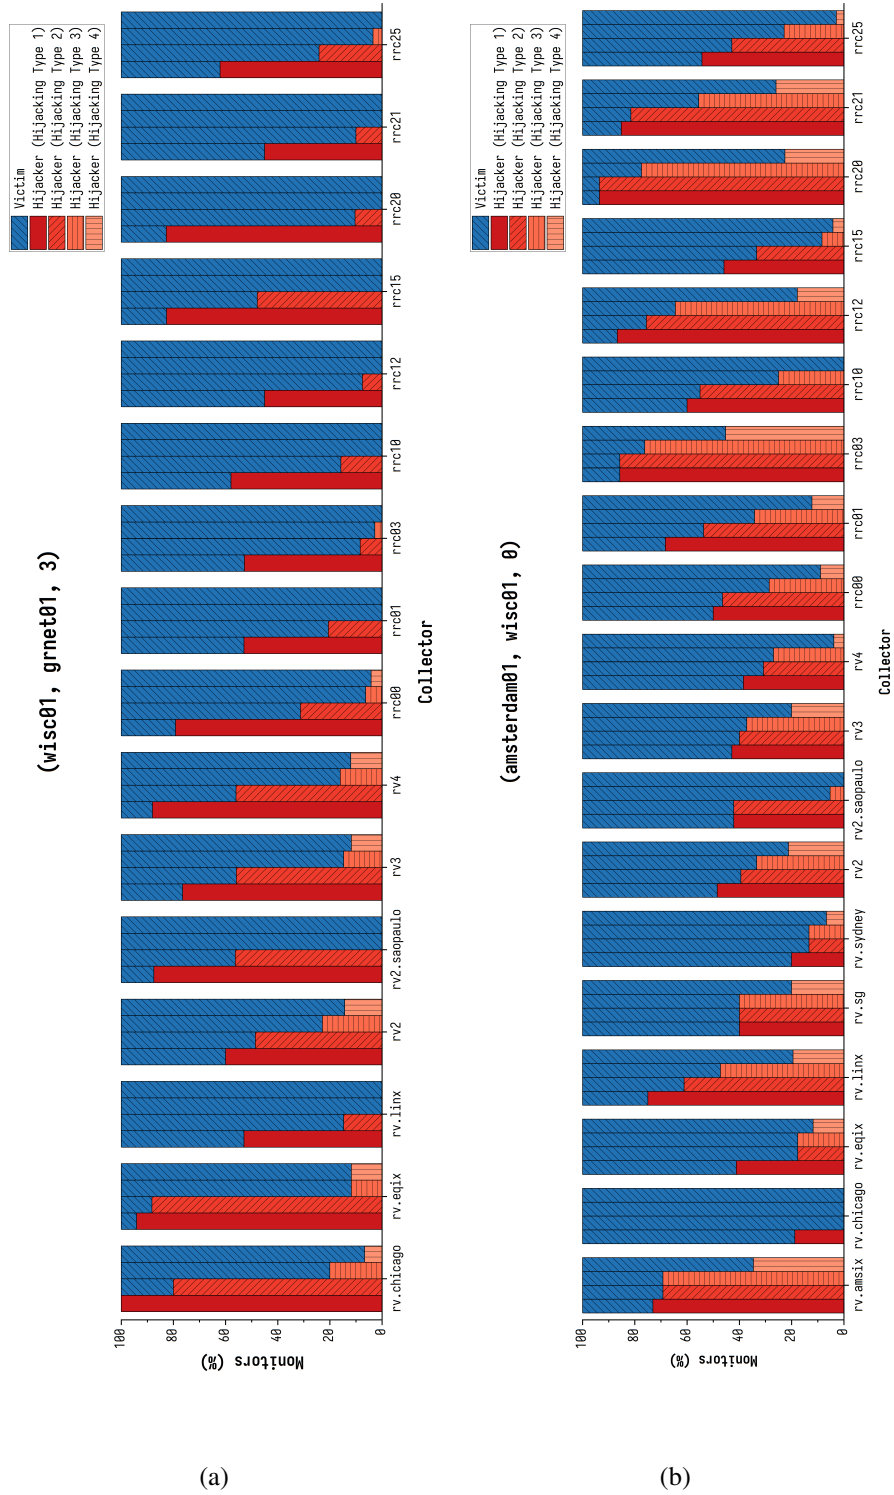 (wisc01, grnet01, 3)
Victim
Hijacker (Hijacking Type 1)
Hijacker (Hijacking Type 2)
Hijacker (Hijacking Type 3)
Hijacker (Hijacking Type 4)
Monitors (%)
100
80
60
40
20
0
rv.chicago
rv.eqix
rv.linx
rv2
rv2.saopaulo
rv3
rv4
rrc00
rrc01
rrc03
rrc10
rrc12
rrc15
rrc20
rrc21
rrc25
Collector
(a)
(amsterdam01, wisc01, 0)
Victim
Hijacker (Hijacking Type 1)
Hijacker (Hijacking Type 2)
Hijacker (Hijacking Type 3)
Hijacker (Hijacking Type 4)
Monitors (%)
100
80
60
40
20
0
rv.amsix
rv.chicago
rv.eqix
rv.linx
rv.sg
rv.sydney
rv2
rv2.saopaulo
rv3
rv4
rrc00
rrc01
rrc03
rrc10
rrc12
rrc15
rrc20
rrc21
rrc25
Collector
(b)